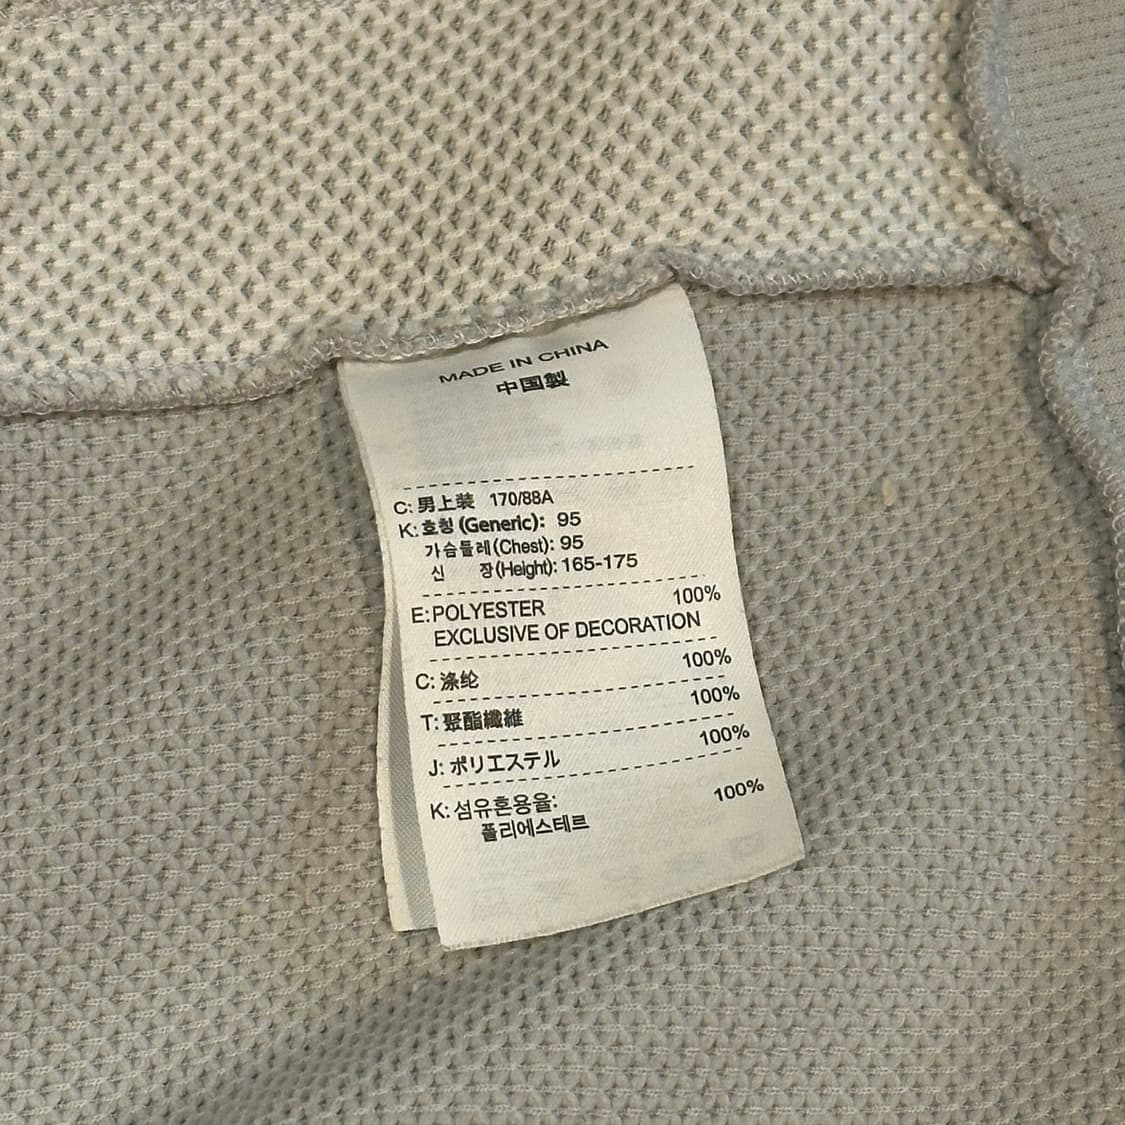 MADE IN CHINA
中国製
C: 男上装 170/88A
K: 호칭 (Generic): 95
가슴둘레(Chest): 95
신 장(Height): 165-175
E: POLYESTER 100%
EXCLUSIVE OF DECORATION
C: 涤纶 100%
T: 聚酯纖維 100%
J: ポリエステル 100%
K: 섬유혼용율: 100%
폴리에스테르